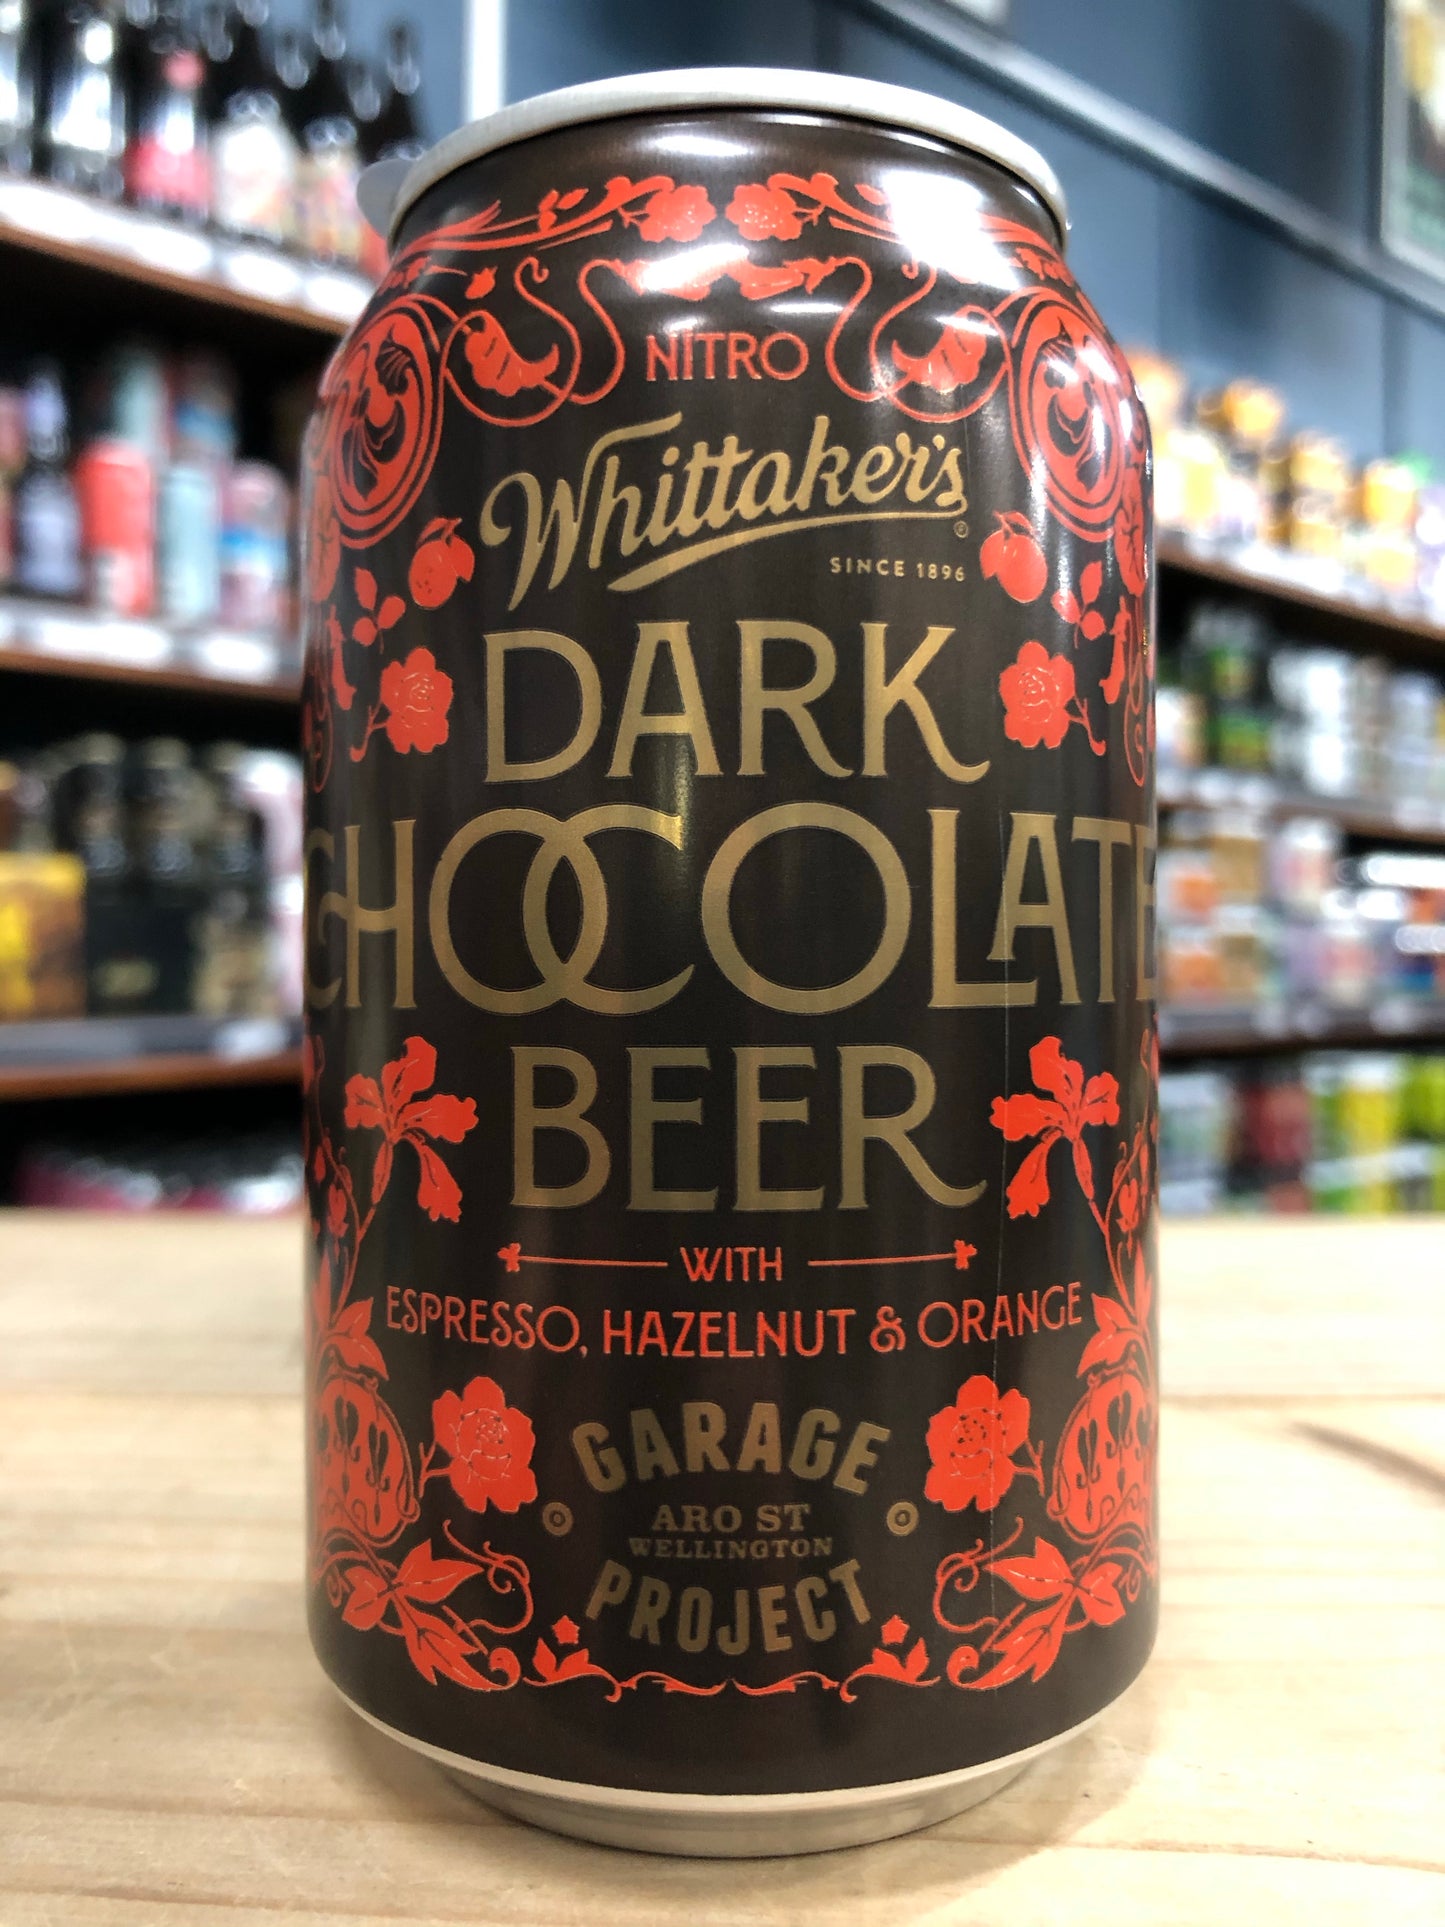 NITRO
Whittaker's
®
SINCE 1896
DARK
CHOCOLATE
BEER
WITH
ESPRESSO, HAZELNUT & ORANGE
GARAGE
ARO ST
WELLINGTON
PROJECT